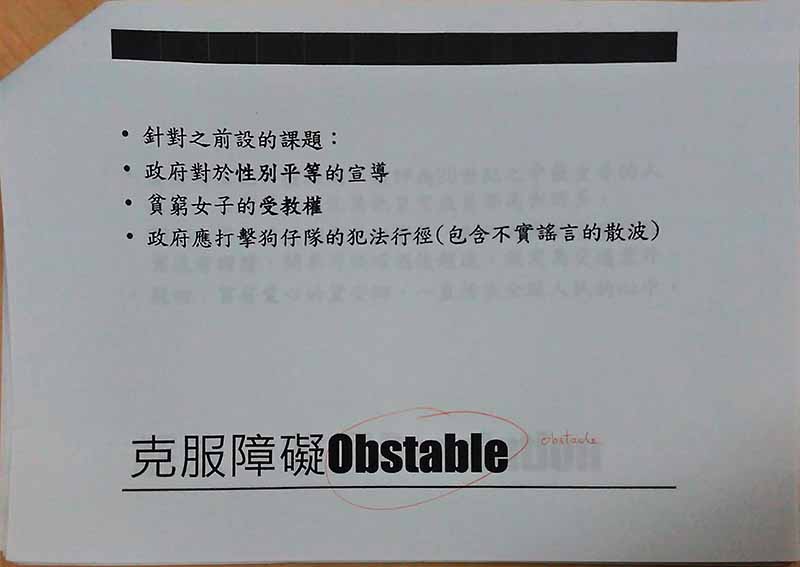 • 針對之前設的課題：
• 政府對於性別平等的宣導
• 貧窮女子的受教權
• 政府應打擊狗仔隊的犯法行徑(包含不實謠言的散波)
克服障礙Obstable obstacle